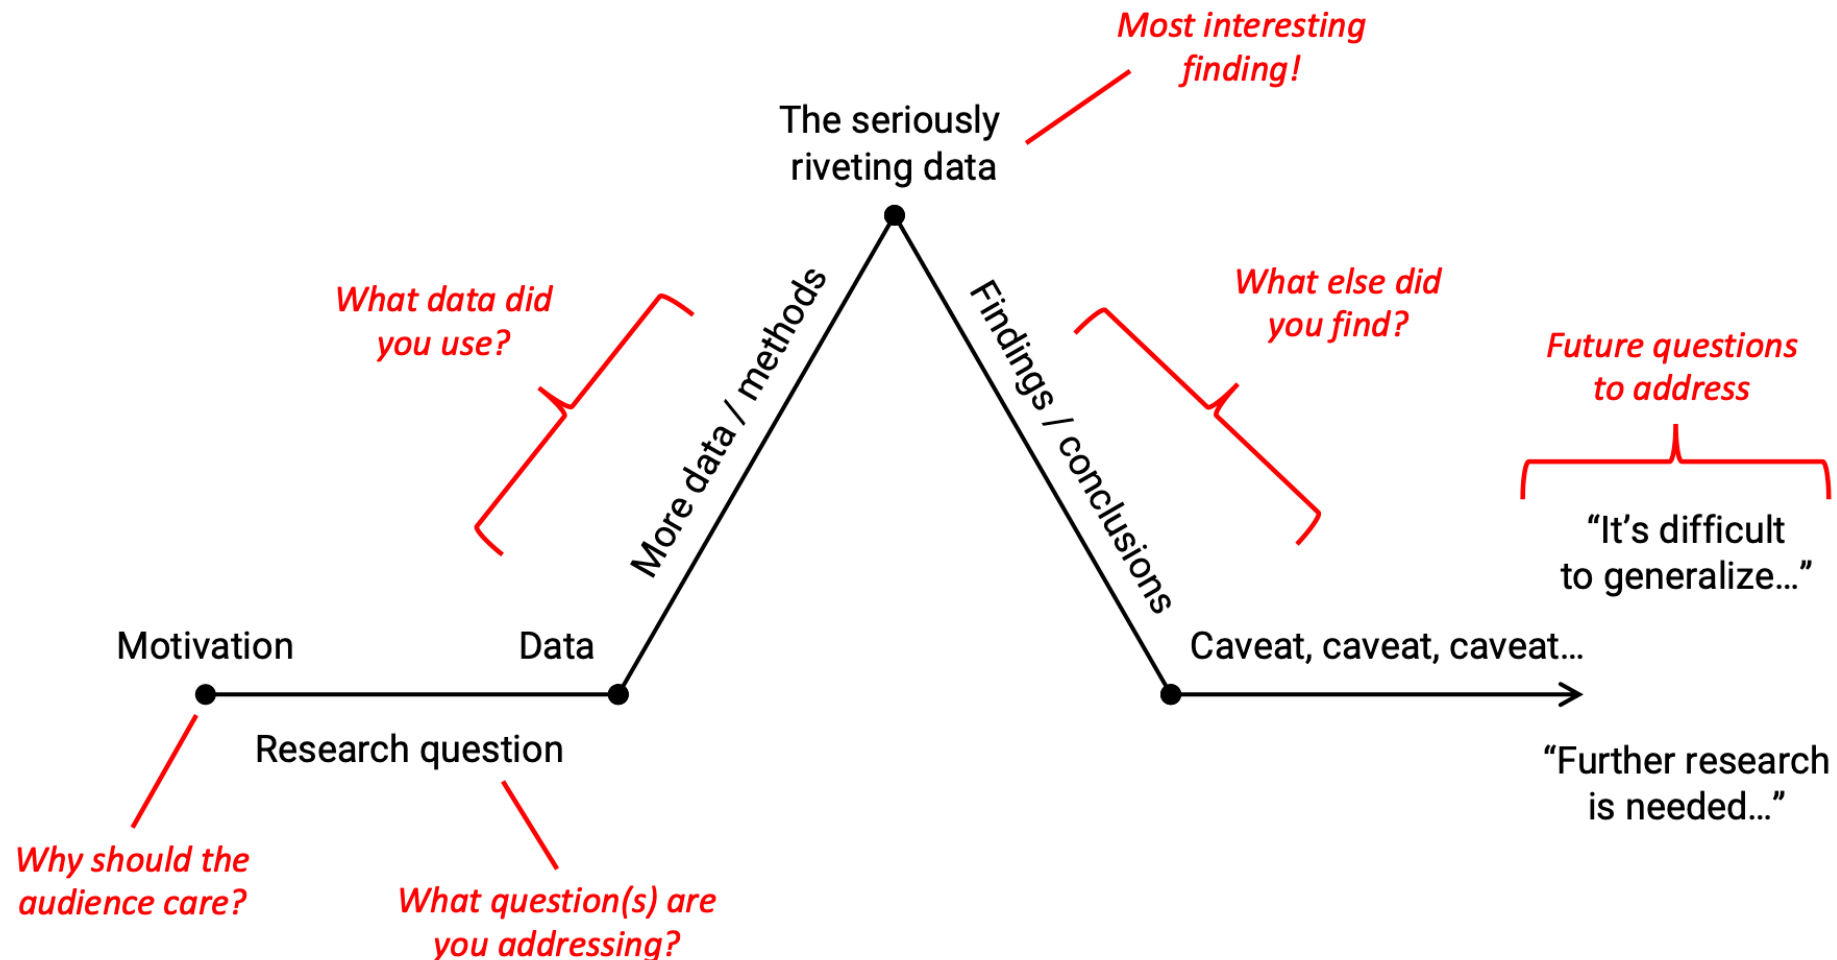 Most interesting
finding!
The seriously
riveting data
What data did
you use?
More data / methods
Findings / conclusions
What else did
you find?
Future questions
to address
“It’s difficult
to generalize…”
Motivation
Data
Caveat, caveat, caveat…
Research question
“Further research
is needed…”
Why should the
audience care?
What question(s) are
you addressing?